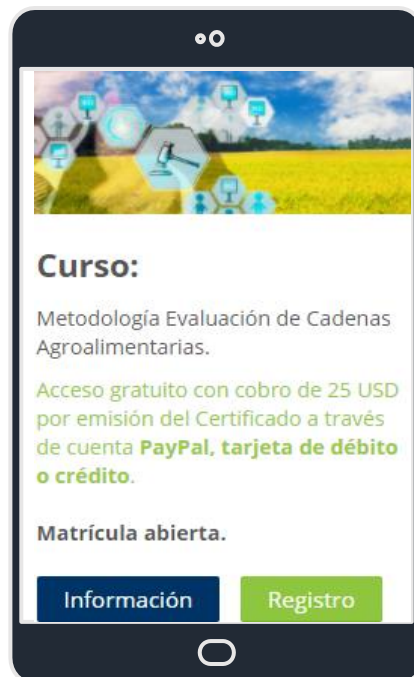 Curso:
Metodología Evaluación de Cadenas
Agroalimentarias.
Acceso gratuito con cobro de 25 USD
por emisión del Certificado a través
de cuenta PayPal, tarjeta de débito
o crédito.
Matrícula abierta.
Información
Registro